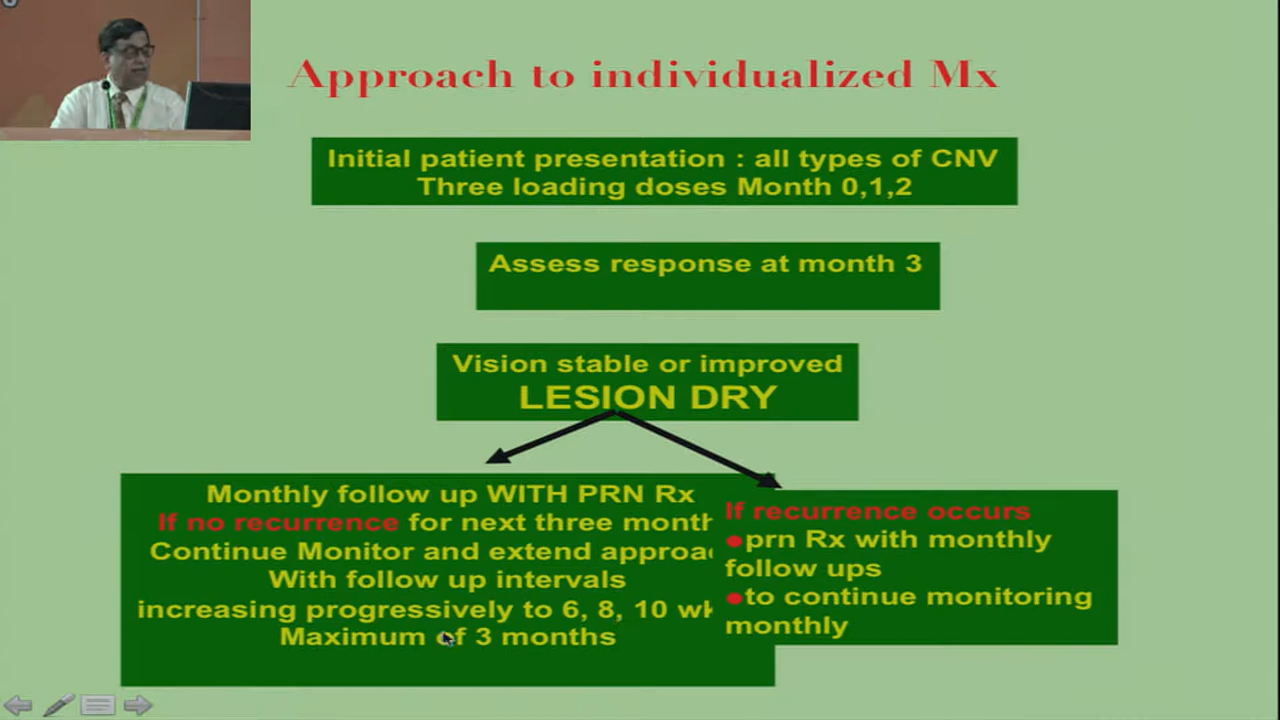 Approach to individualized Mx
Initial patient presentation : all types of CNV
Three loading doses Month 0,1,2
Assess response at month 3
Vision stable or improved
LESION DRY
Monthly follow up WITH PRN Rx
If no recurrence for next three month
Continue Monitor and extend approa
With follow up intervals
increasing progressively to 6, 8, 10 wk
Maximum of 3 months
If recurrence occurs
●prn Rx with monthly
follow ups
●to continue monitoring
monthly